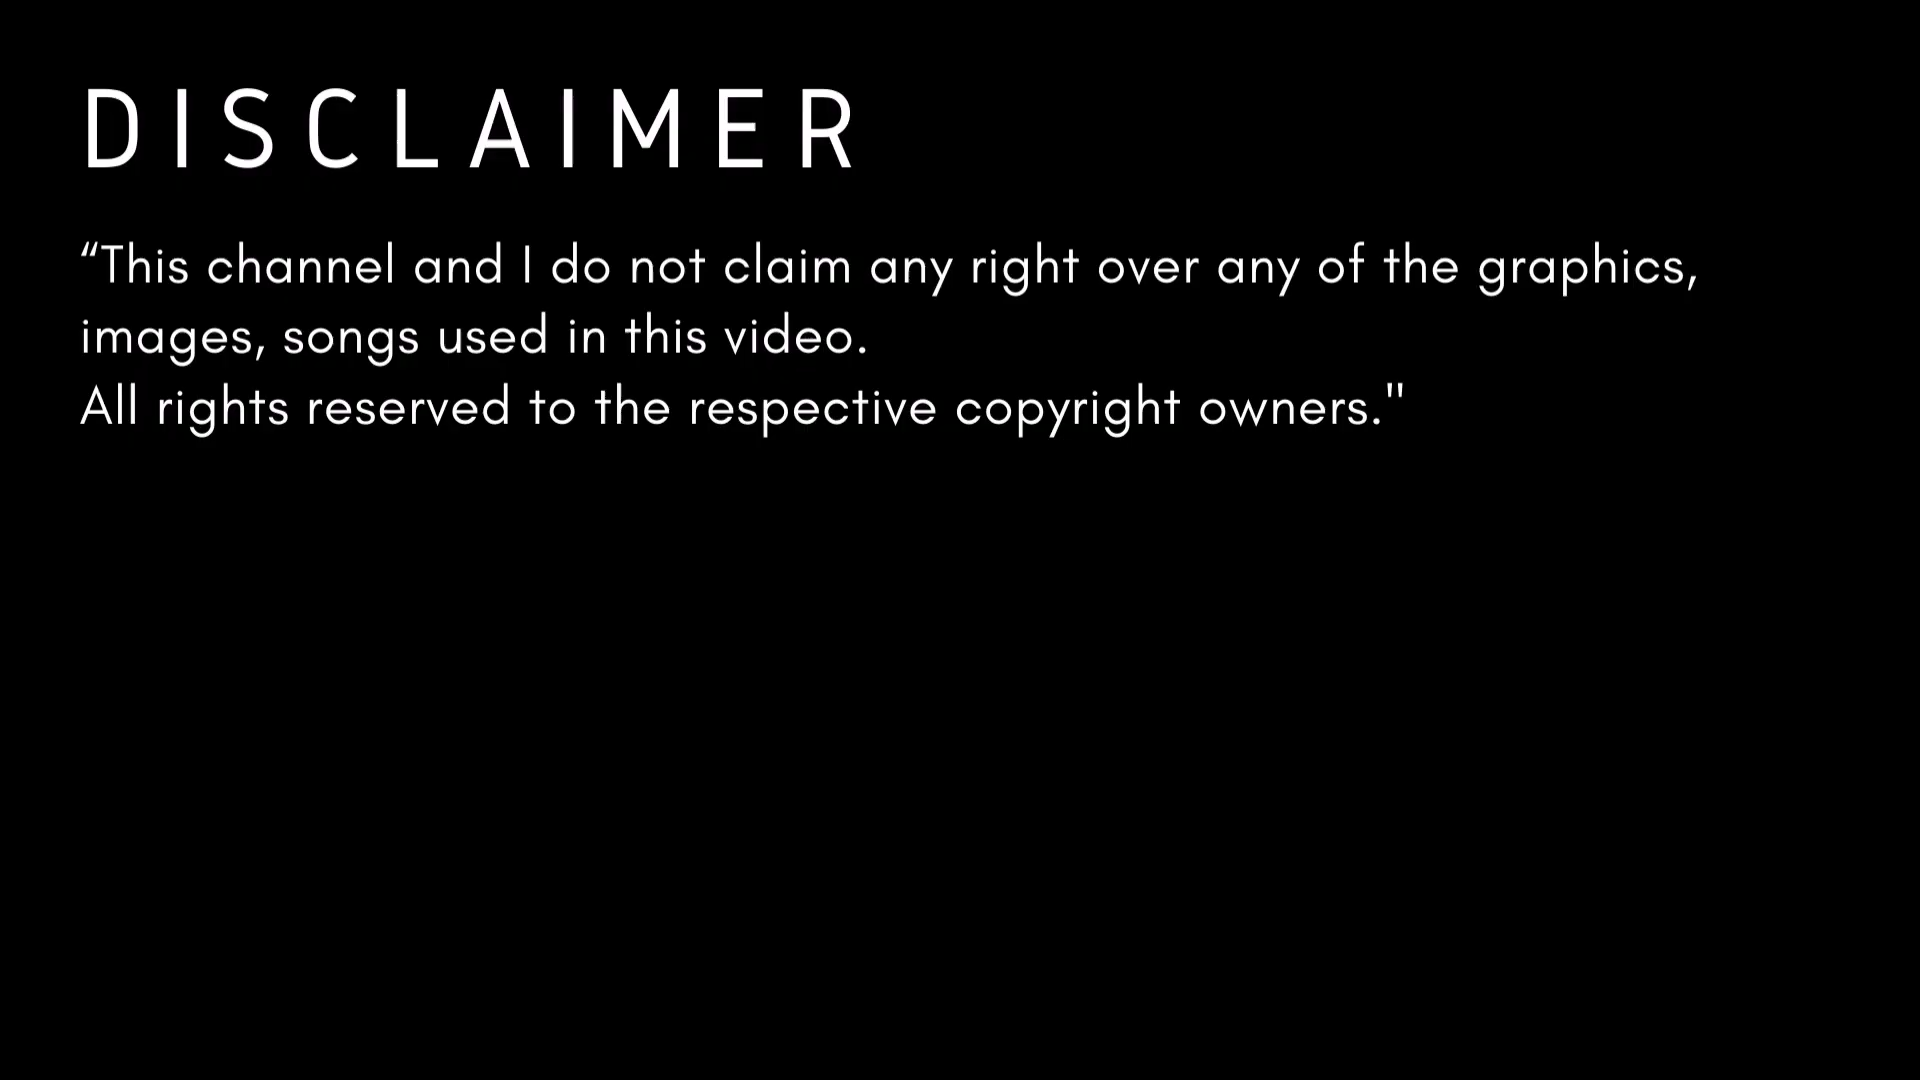 DISCLAIMER
“This channel and I do not claim any right over any of the graphics,
images, songs used in this video.
All rights reserved to the respective copyright owners."